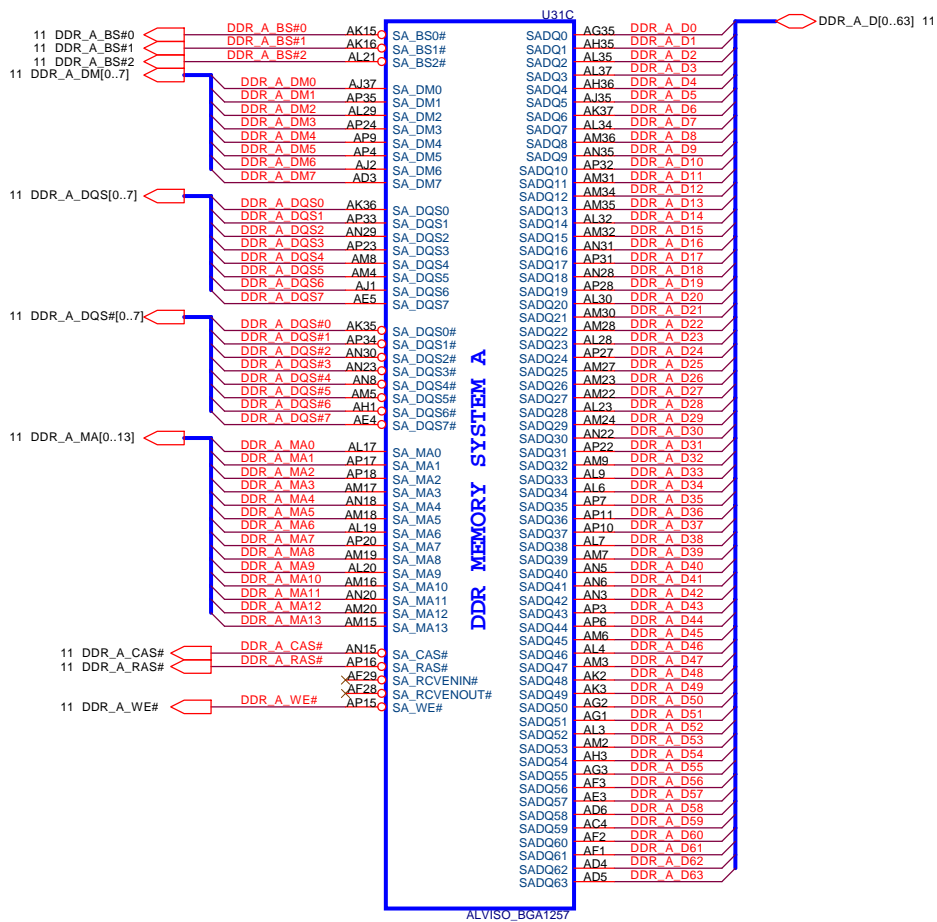 U31C
11 DDR_A_BS#0 DDR_A_BS#0 AK15 SA_BS0#
11 DDR_A_BS#1 DDR_A_BS#1 AK16 SA_BS1#
11 DDR_A_BS#2 DDR_A_BS#2 AL21 SA_BS2#
11 DDR_A_DM[0..7]
DDR_A_DM0 AJ37 SA_DM0
DDR_A_DM1 AP35 SA_DM1
DDR_A_DM2 AL29 SA_DM2
DDR_A_DM3 AP24 SA_DM3
DDR_A_DM4 AP9 SA_DM4
DDR_A_DM5 AP4 SA_DM5
DDR_A_DM6 AJ2 SA_DM6
DDR_A_DM7 AD3 SA_DM7
11 DDR_A_DQS[0..7]
DDR_A_DQS0 AK36 SA_DQS0
DDR_A_DQS1 AP33 SA_DQS1
DDR_A_DQS2 AN29 SA_DQS2
DDR_A_DQS3 AP23 SA_DQS3
DDR_A_DQS4 AM8 SA_DQS4
DDR_A_DQS5 AM4 SA_DQS5
DDR_A_DQS6 AJ1 SA_DQS6
DDR_A_DQS7 AE5 SA_DQS7
11 DDR_A_DQS#[0..7]
DDR_A_DQS#0 AK35 SA_DQS0#
DDR_A_DQS#1 AP34 SA_DQS1#
DDR_A_DQS#2 AN30 SA_DQS2#
DDR_A_DQS#3 AN23 SA_DQS3#
DDR_A_DQS#4 AN8 SA_DQS4#
DDR_A_DQS#5 AM5 SA_DQS5#
DDR_A_DQS#6 AH1 SA_DQS6#
DDR_A_DQS#7 AE4 SA_DQS7#
11 DDR_A_MA[0..13]
DDR_A_MA0 AL17 SA_MA0
DDR_A_MA1 AP17 SA_MA1
DDR_A_MA2 AP18 SA_MA2
DDR_A_MA3 AM17 SA_MA3
DDR_A_MA4 AN18 SA_MA4
DDR_A_MA5 AM18 SA_MA5
DDR_A_MA6 AL19 SA_MA6
DDR_A_MA7 AP20 SA_MA7
DDR_A_MA8 AM19 SA_MA8
DDR_A_MA9 AL20 SA_MA9
DDR_A_MA10 AM16 SA_MA10
DDR_A_MA11 AN20 SA_MA11
DDR_A_MA12 AM20 SA_MA12
DDR_A_MA13 AM15 SA_MA13
11 DDR_A_CAS# DDR_A_CAS# AN15 SA_CAS#
11 DDR_A_RAS# DDR_A_RAS# AP16 SA_RAS#
AF29 SA_RCVENIN#
AF28 SA_RCVENOUT#
11 DDR_A_WE# DDR_A_WE# AP15 SA_WE#
DDR MEMORY SYSTEM A
DDR_A_D[0..63] 11
SADQ0 AG35 DDR_A_D0
SADQ1 AH35 DDR_A_D1
SADQ2 AL35 DDR_A_D2
SADQ3 AL37 DDR_A_D3
SADQ4 AH36 DDR_A_D4
SADQ5 AJ35 DDR_A_D5
SADQ6 AK37 DDR_A_D6
SADQ7 AL34 DDR_A_D7
SADQ8 AM36 DDR_A_D8
SADQ9 AN35 DDR_A_D9
SADQ10 AP32 DDR_A_D10
SADQ11 AM31 DDR_A_D11
SADQ12 AM34 DDR_A_D12
SADQ13 AM35 DDR_A_D13
SADQ14 AL32 DDR_A_D14
SADQ15 AM32 DDR_A_D15
SADQ16 AN31 DDR_A_D16
SADQ17 AP31 DDR_A_D17
SADQ18 AN28 DDR_A_D18
SADQ19 AP28 DDR_A_D19
SADQ20 AL30 DDR_A_D20
SADQ21 AM30 DDR_A_D21
SADQ22 AM28 DDR_A_D22
SADQ23 AL28 DDR_A_D23
SADQ24 AP27 DDR_A_D24
SADQ25 AM27 DDR_A_D25
SADQ26 AM23 DDR_A_D26
SADQ27 AM22 DDR_A_D27
SADQ28 AL23 DDR_A_D28
SADQ29 AM24 DDR_A_D29
SADQ30 AN22 DDR_A_D30
SADQ31 AP22 DDR_A_D31
SADQ32 AM9 DDR_A_D32
SADQ33 AL9 DDR_A_D33
SADQ34 AL6 DDR_A_D34
SADQ35 AP7 DDR_A_D35
SADQ36 AP11 DDR_A_D36
SADQ37 AP10 DDR_A_D37
SADQ38 AL7 DDR_A_D38
SADQ39 AM7 DDR_A_D39
SADQ40 AN5 DDR_A_D40
SADQ41 AN6 DDR_A_D41
SADQ42 AN3 DDR_A_D42
SADQ43 AP3 DDR_A_D43
SADQ44 AP6 DDR_A_D44
SADQ45 AM6 DDR_A_D45
SADQ46 AL4 DDR_A_D46
SADQ47 AM3 DDR_A_D47
SADQ48 AK2 DDR_A_D48
SADQ49 AK3 DDR_A_D49
SADQ50 AG2 DDR_A_D50
SADQ51 AG1 DDR_A_D51
SADQ52 AL3 DDR_A_D52
SADQ53 AM2 DDR_A_D53
SADQ54 AH3 DDR_A_D54
SADQ55 AG3 DDR_A_D55
SADQ56 AF3 DDR_A_D56
SADQ57 AE3 DDR_A_D57
SADQ58 AD6 DDR_A_D58
SADQ59 AC4 DDR_A_D59
SADQ60 AF2 DDR_A_D60
SADQ61 AF1 DDR_A_D61
SADQ62 AD4 DDR_A_D62
SADQ63 AD5 DDR_A_D63
ALVISO_BGA1257